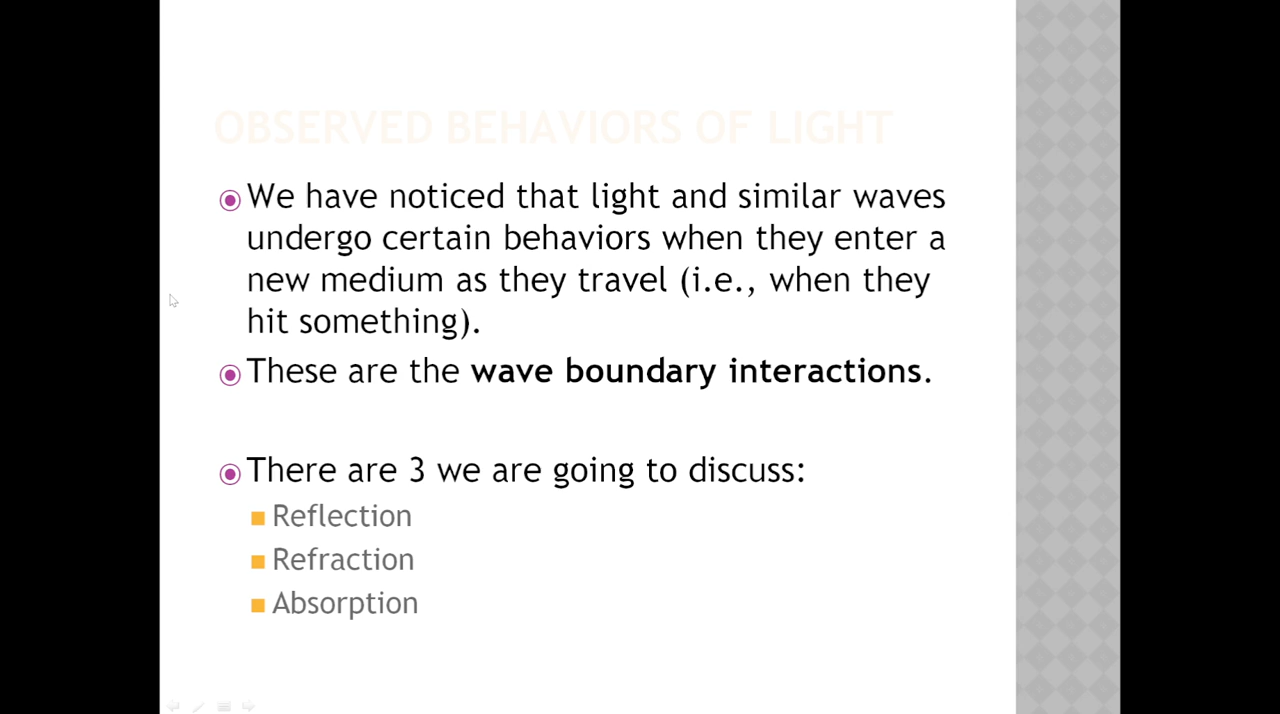 OBSERVED BEHAVIORS OF LIGHT
We have noticed that light and similar waves
undergo certain behaviors when they enter a
new medium as they travel (i.e., when they
hit something).
These are the wave boundary interactions.
There are 3 we are going to discuss:
Reflection
Refraction
Absorption